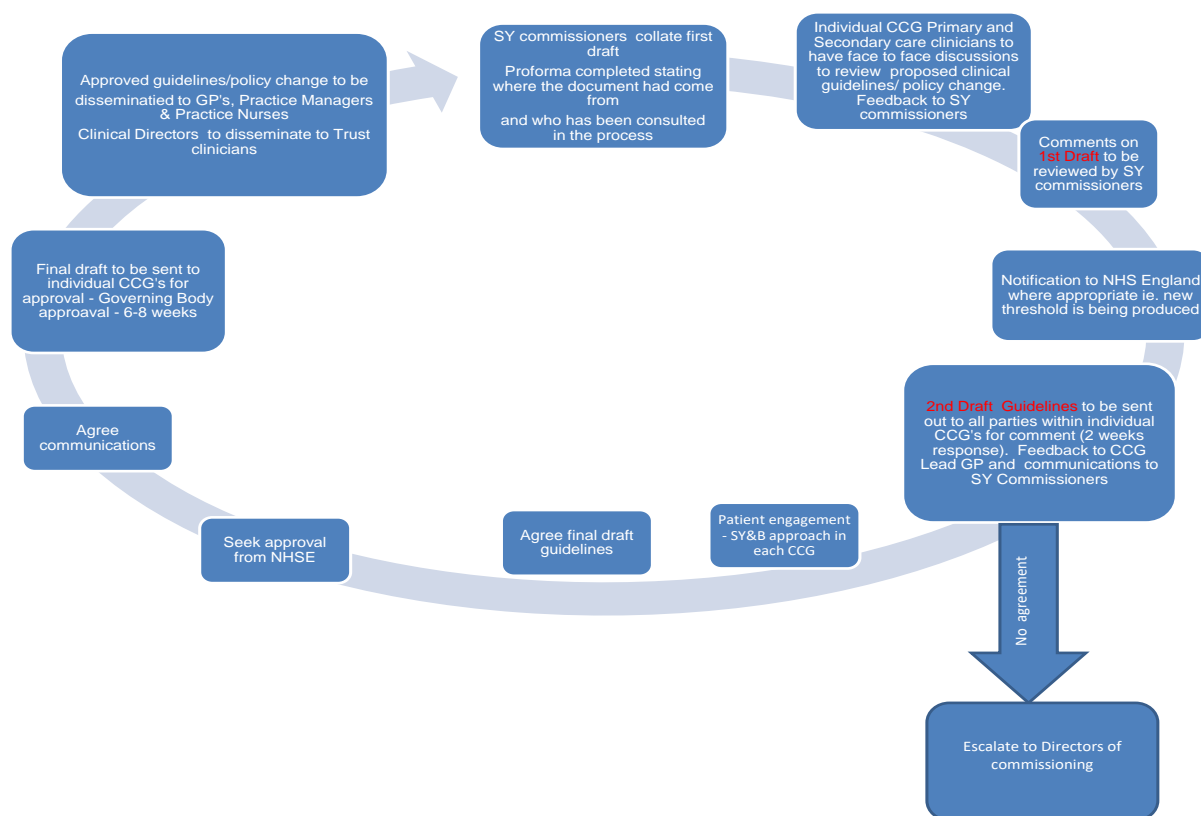 SY commissioners collate first
draft
Proforma completed stating
where the document had come
from
and who has been consulted
in the process
Individual CCG Primary and
Secondary care clinicians to
have face to face discussions
to review proposed clinical
guidelines/ policy change.
Feedback to SY
commissioners
Comments on
1st Draft to be
reviewed by SY
commissioners
Notification to NHS England
where appropriate ie. new
threshold is being produced
2nd Draft Guidelines to be sent
out to all parties within individual
CCG's for comment (2 weeks
response). Feedback to CCG
Lead GP and communications to
SY Commissioners
No agreement
Escalate to Directors of
commissioning
Patient engagement
- SY&B approach in
each CCG
Agree final draft
guidelines
Seek approval
from NHSE
Agree
communications
Final draft to be sent to
individual CCG's for
approval - Governing Body
approaval - 6-8 weeks
Approved guidelines/policy change to be
disseminatied to GP's, Practice Managers
& Practice Nurses
Clinical Directors to disseminate to Trust
clinicians